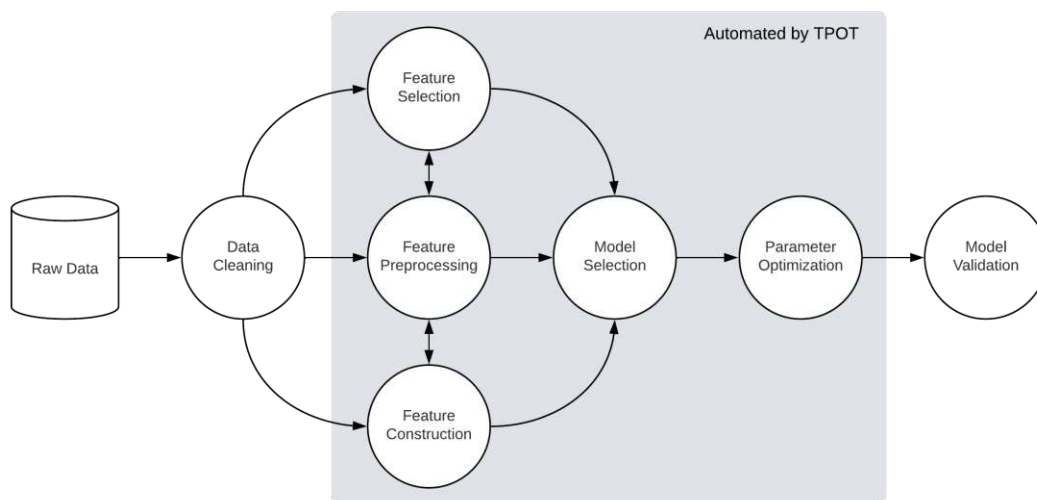 Automated by TPOT
Raw Data
Data
Cleaning
Feature
Selection
Feature
Preprocessing
Feature
Construction
Model
Selection
Parameter
Optimization
Model
Validation